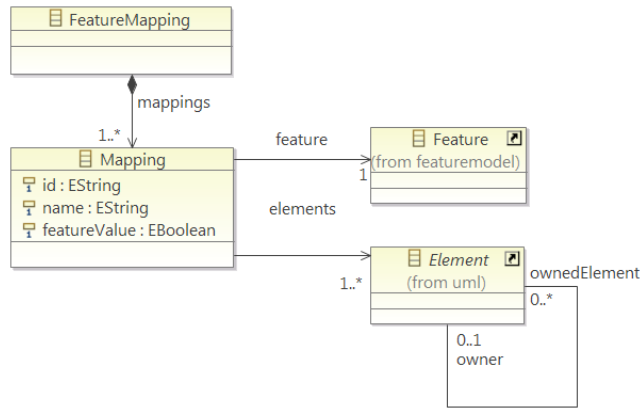 FeatureMapping
mappings
1..*
Mapping
id : EString
name : EString
featureValue : EBoolean
feature
1
Feature
(from featuremodel)
elements
1..*
Element
(from uml)
ownedElement
0..*
0..1
owner